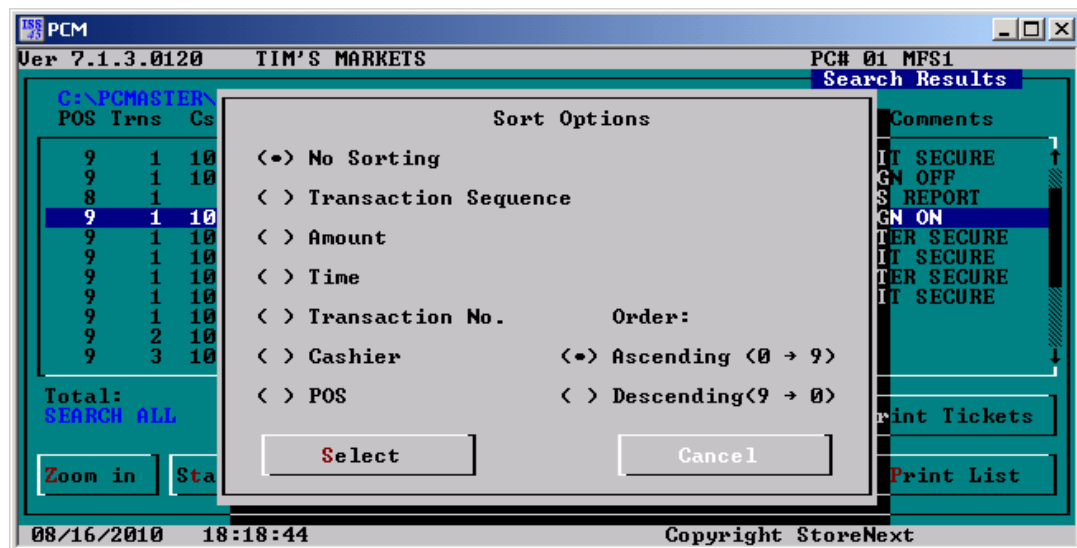 ISS 45 PCM
Ver 7.1.3.0120 TIM'S MARKETS PC# 01 MFS1
Search Results
C:\PCMASTER\
POS Trns Cs Comments
Sort Options
9 1 10 IT SECURE
(•) No Sorting
9 1 10 GN OFF
8 1 S REPORT
( ) Transaction Sequence
9 1 10 GN ON
9 1 10 TER SECURE
( ) Amount
9 1 10 IT SECURE
9 1 10 TER SECURE
( ) Time
9 1 10 IT SECURE
9 1 10
( ) Transaction No. Order:
9 2 10
9 3 10
( ) Cashier (•) Ascending (0 → 9)
Total:
( ) POS ( ) Descending(9 → 0)
SEARCH ALL rint Tickets
Select Cancel
Zoom in Sta Print List
08/16/2010 18:18:44 Copyright StoreNext